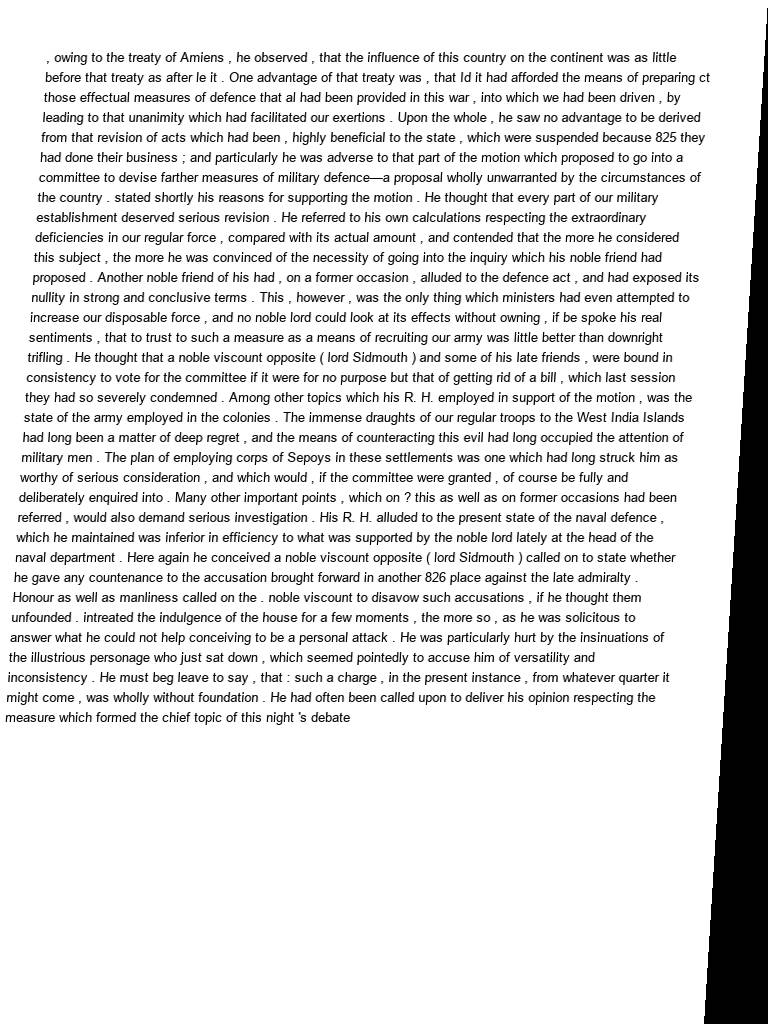 , owing to the treaty of Amiens , he observed , that the influence of this country on the continent was as little
before that treaty as after le it . One advantage of that treaty was , that Id it had afforded the means of preparing ct
those effectual measures of defence that al had been provided in this war , into which we had been driven , by
leading to that unanimity which had facilitated our exertions . Upon the whole , he saw no advantage to be derived
from that revision of acts which had been , highly beneficial to the state , which were suspended because 825 they
had done their business ; and particularly he was adverse to that part of the motion which proposed to go into a
committee to devise farther measures of military defence—a proposal wholly unwarranted by the circumstances of
the country . stated shortly his reasons for supporting the motion . He thought that every part of our military
establishment deserved serious revision . He referred to his own calculations respecting the extraordinary
deficiencies in our regular force , compared with its actual amount , and contended that the more he considered
this subject , the more he was convinced of the necessity of going into the inquiry which his noble friend had
proposed . Another noble friend of his had , on a former occasion , alluded to the defence act , and had exposed its
nullity in strong and conclusive terms . This , however , was the only thing which ministers had even attempted to
increase our disposable force , and no noble lord could look at its effects without owning , if be spoke his real
sentiments , that to trust to such a measure as a means of recruiting our army was little better than downright
trifling . He thought that a noble viscount opposite ( lord Sidmouth ) and some of his late friends , were bound in
consistency to vote for the committee if it were for no purpose but that of getting rid of a bill , which last session
they had so severely condemned . Among other topics which his R. H. employed in support of the motion , was the
state of the army employed in the colonies . The immense draughts of our regular troops to the West India Islands
had long been a matter of deep regret , and the means of counteracting this evil had long occupied the attention of
military men . The plan of employing corps of Sepoys in these settlements was one which had long struck him as
worthy of serious consideration , and which would , if the committee were granted , of course be fully and
deliberately enquired into . Many other important points , which on ? this as well as on former occasions had been
referred , would also demand serious investigation . His R. H. alluded to the present state of the naval defence ,
which he maintained was inferior in efficiency to what was supported by the noble lord lately at the head of the
naval department . Here again he conceived a noble viscount opposite ( lord Sidmouth ) called on to state whether
he gave any countenance to the accusation brought forward in another 826 place against the late admiralty .
Honour as well as manliness called on the . noble viscount to disavow such accusations , if he thought them
unfounded . intreated the indulgence of the house for a few moments , the more so , as he was solicitous to
answer what he could not help conceiving to be a personal attack . He was particularly hurt by the insinuations of
the illustrious personage who just sat down , which seemed pointedly to accuse him of versatility and
inconsistency . He must beg leave to say , that : such a charge , in the present instance , from whatever quarter it
might come , was wholly without foundation . He had often been called upon to deliver his opinion respecting the
measure which formed the chief topic of this night 's debate